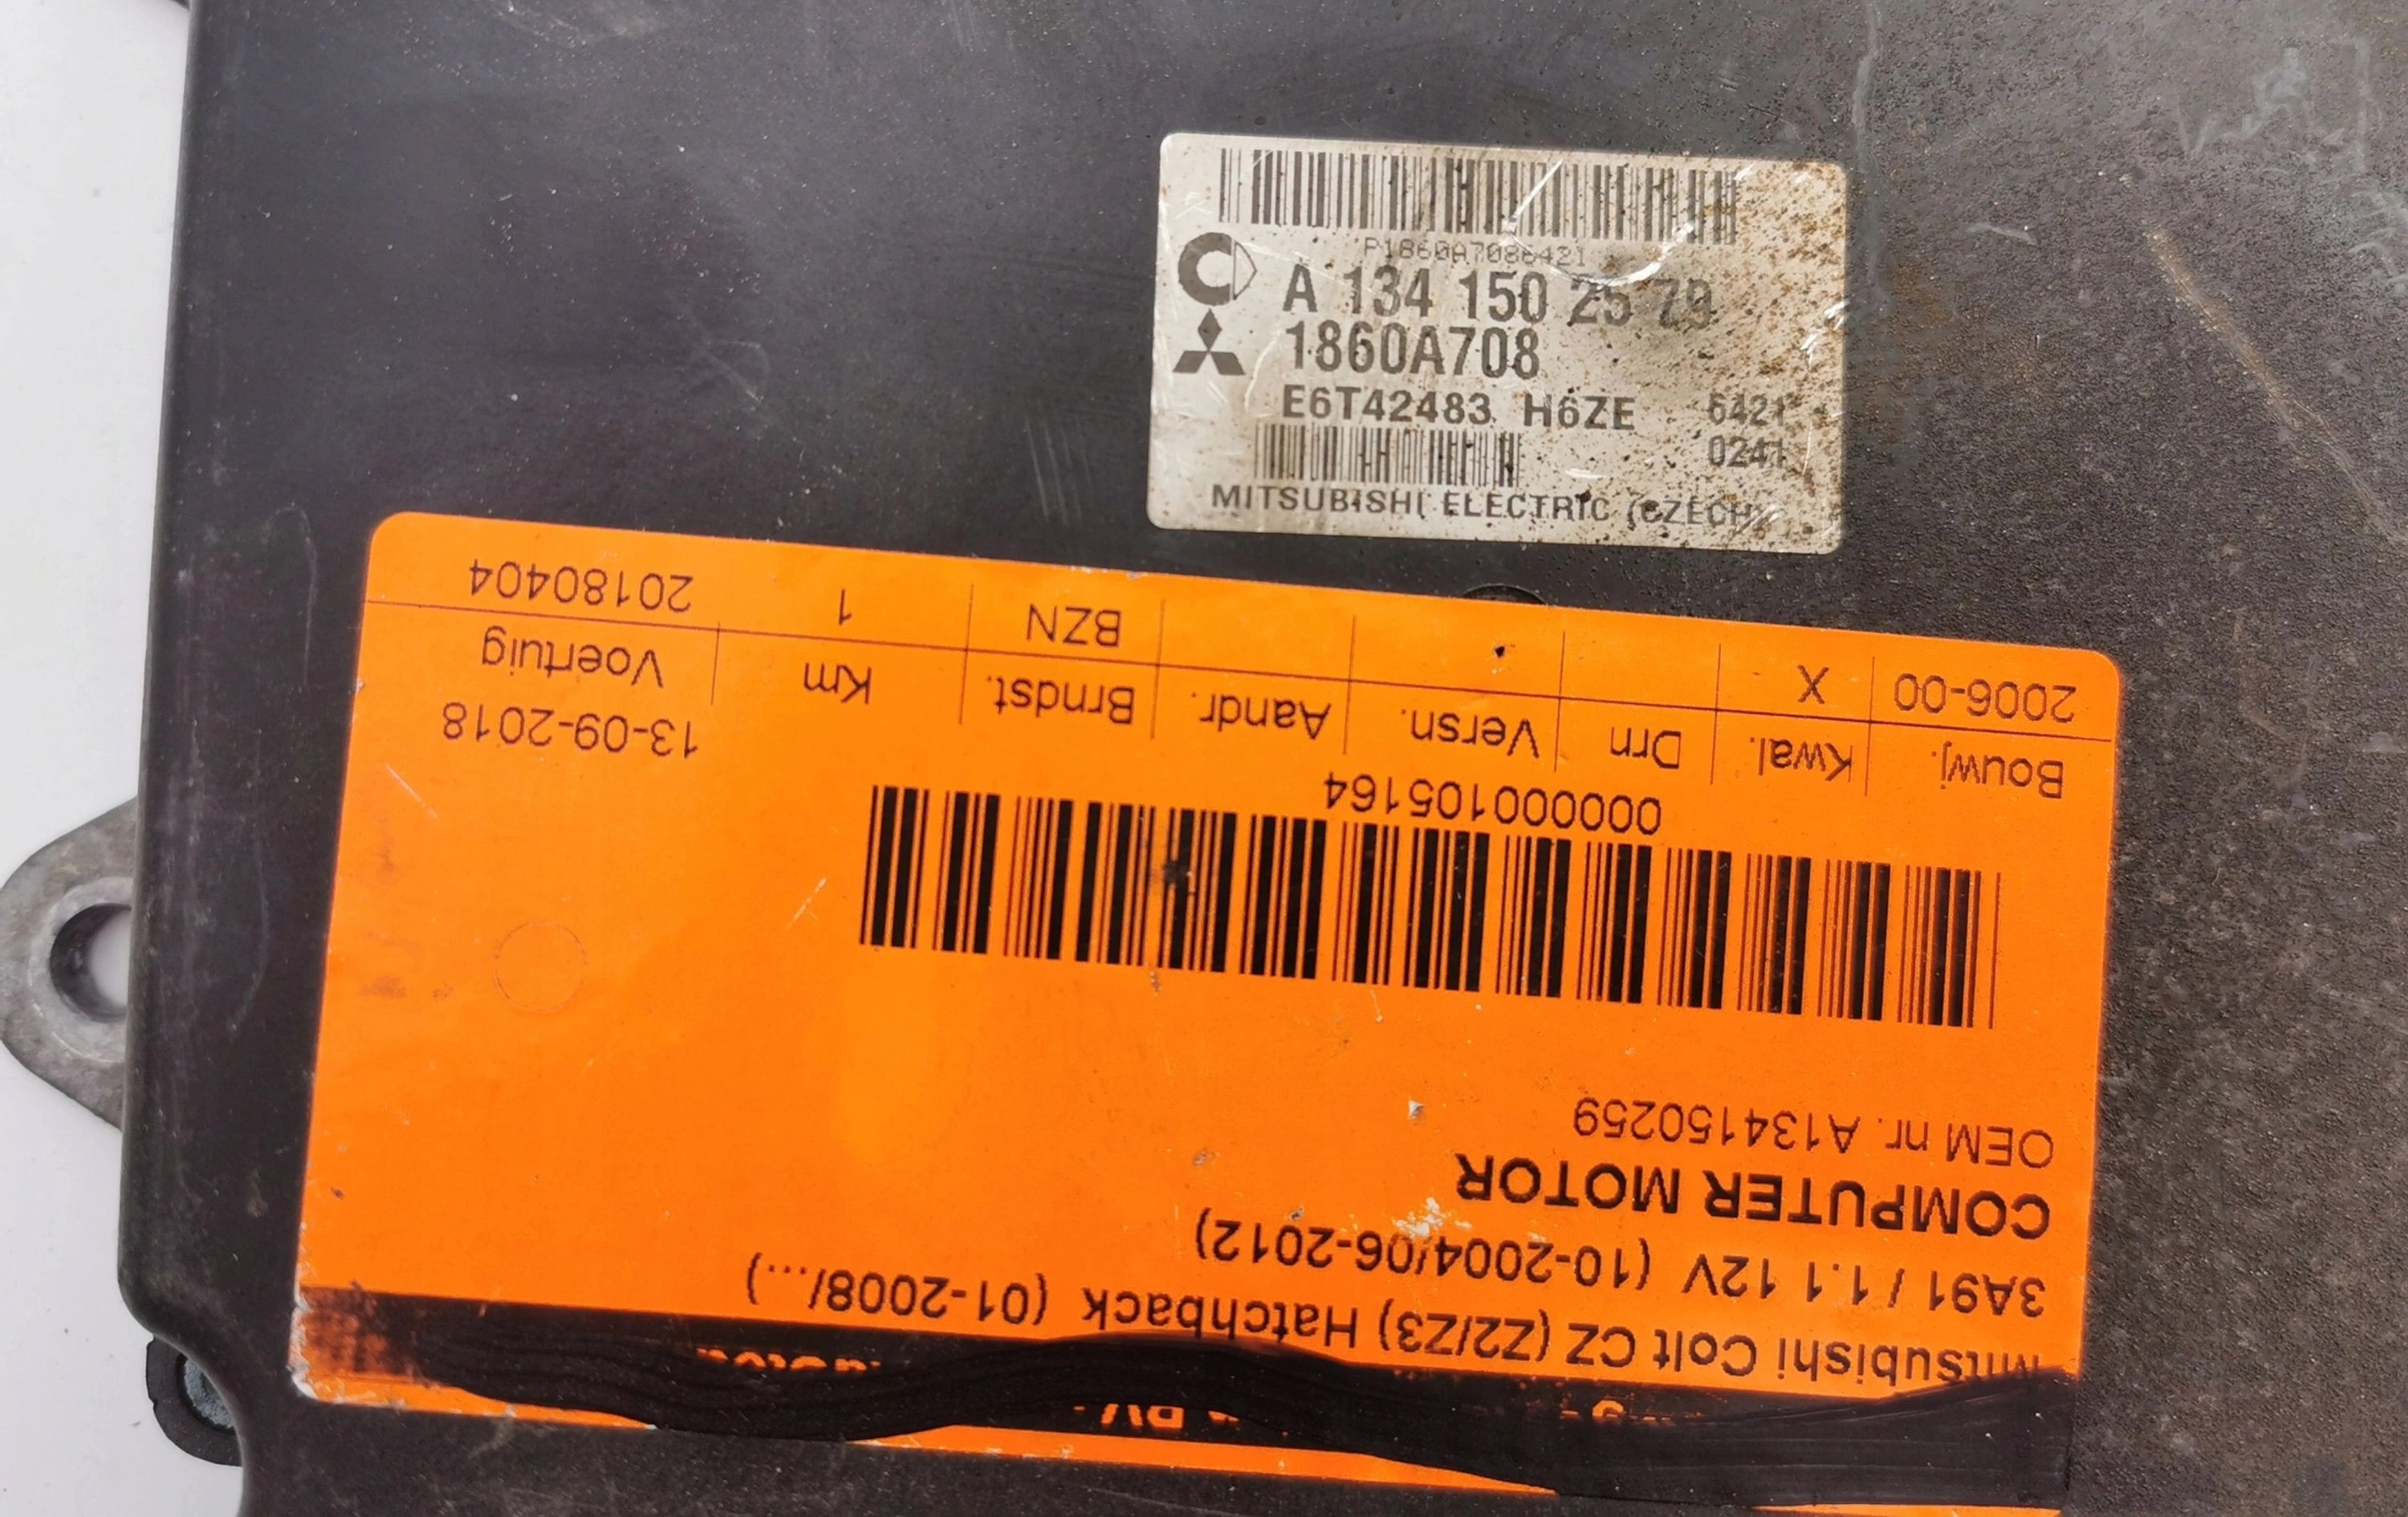 P1860A7086421
A 134 150 25 79
1860A708
E6T42483 H6ZE 6421
0241
MITSUBISHI ELECTRIC (CZECH)
Mitsubishi Colt CZ (Z2/Z3) Hatchback (01-2008/...)
3A91 / 1.1 12V (10-2004/06-2012)
COMPUTER MOTOR
OEM nr. A134150259
000000105164
13-09-2018
Bouwj. Kwal. Drn Versn. Aandr. Brndst. Km Voertuig
2006-00 X BZN 1 20180404